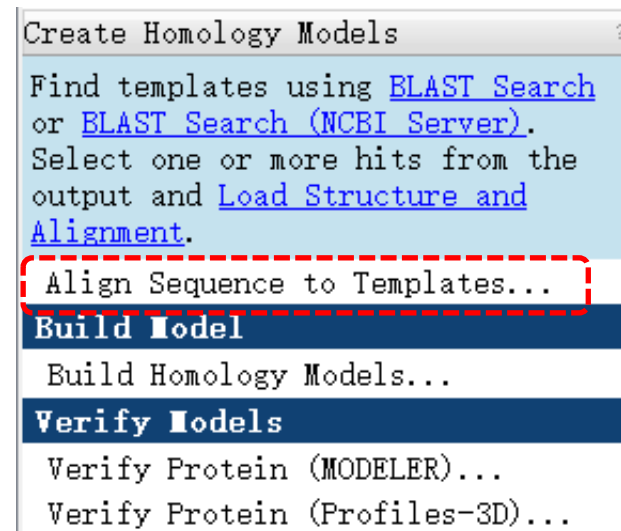 Create Homology Models
Find templates using BLAST Search
or BLAST Search (NCBI Server).
Select one or more hits from the
output and Load Structure and
Alignment.
Align Sequence to Templates...
Build Model
Build Homology Models...
Verify Models
Verify Protein (MODELER)...
Verify Protein (Profiles-3D)...